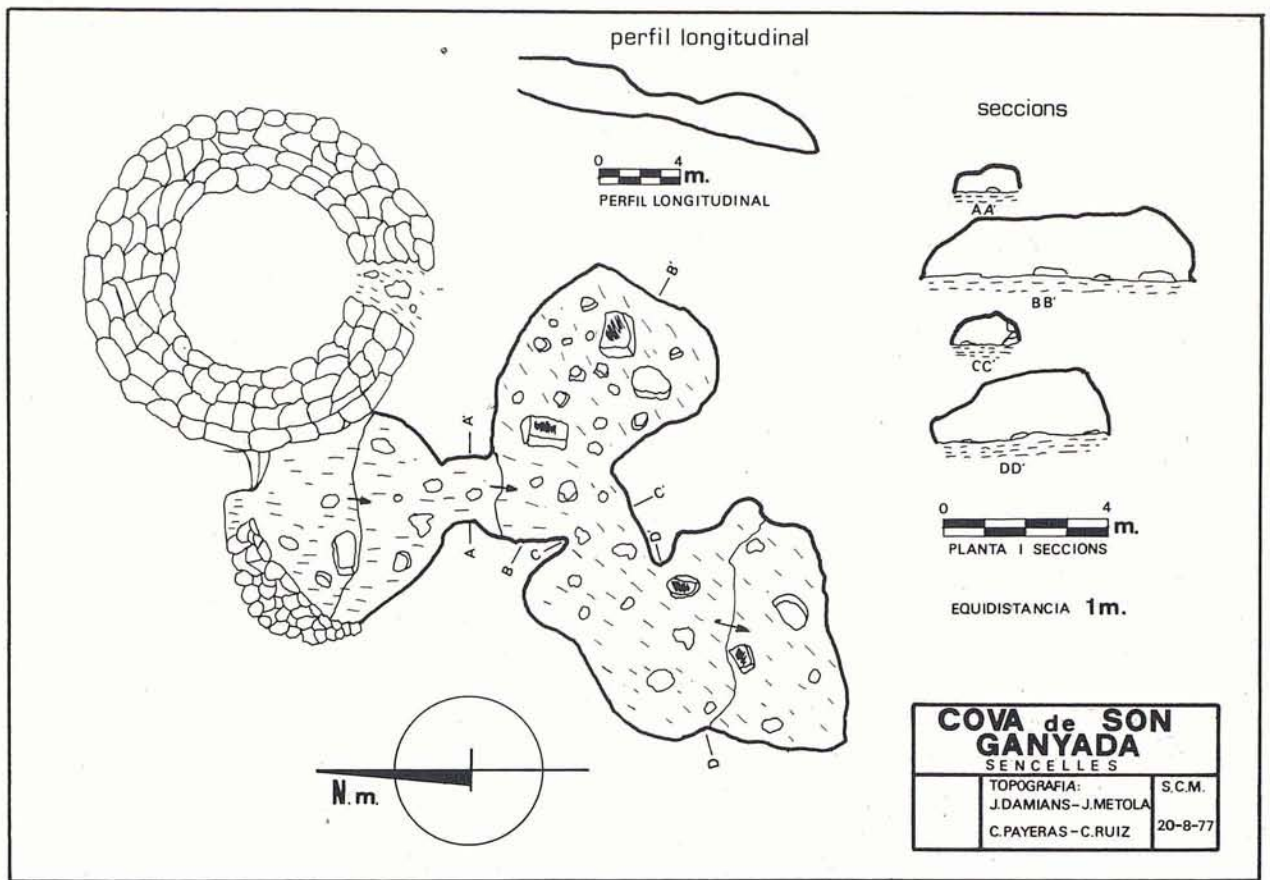 perfil longitudinal
0 4 m.
PERFIL LONGITUDINAL
seccions
AA'
BB'
CC'
DD'
0 4 m.
PLANTA I SECCIONS
EQUIDISTANCIA 1m.
B'
A'
C'
D
A
B
C
D
N.m.
COVA de SON
GANYADA
SENCELLES
TOPOGRAFIA:
J.DAMIANS-J.METOLA
C.PAYERAS-C.RUIZ
S.C.M.
20-8-77